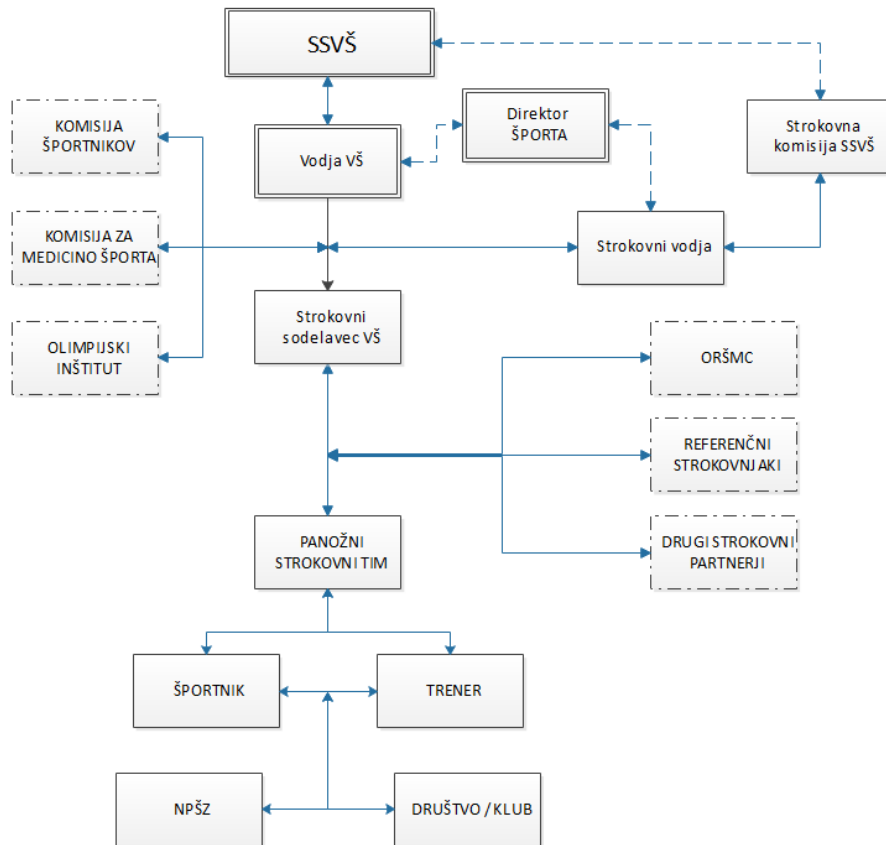 SSVŠ
Direktor
ŠPORTA
KOMISIJA
ŠPORTNIKOV
Vodja VŠ
Strokovna
komisija SSVŠ
KOMISIJA ZA
MEDICINO ŠPORTA
Strokovni vodja
Strokovni
sodelavec VŠ
OLIMPIJSKI
INŠTITUT
ORŠMC
REFERENČNI
STROKOVNJAKI
PANOŽNI
STROKOVNI TIM
DRUGI STROKOVNI
PARTNERJI
ŠPORTNIK
TRENER
NPŠZ
DRUŠTVO / KLUB